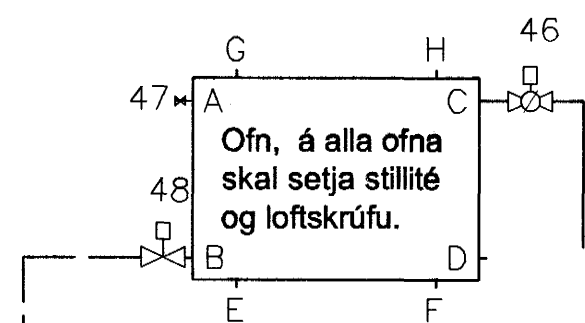 46
G H
47 A C
Ofn, á alla ofna
skal setja stillité
og loftskrúfu.
48
B D
E F